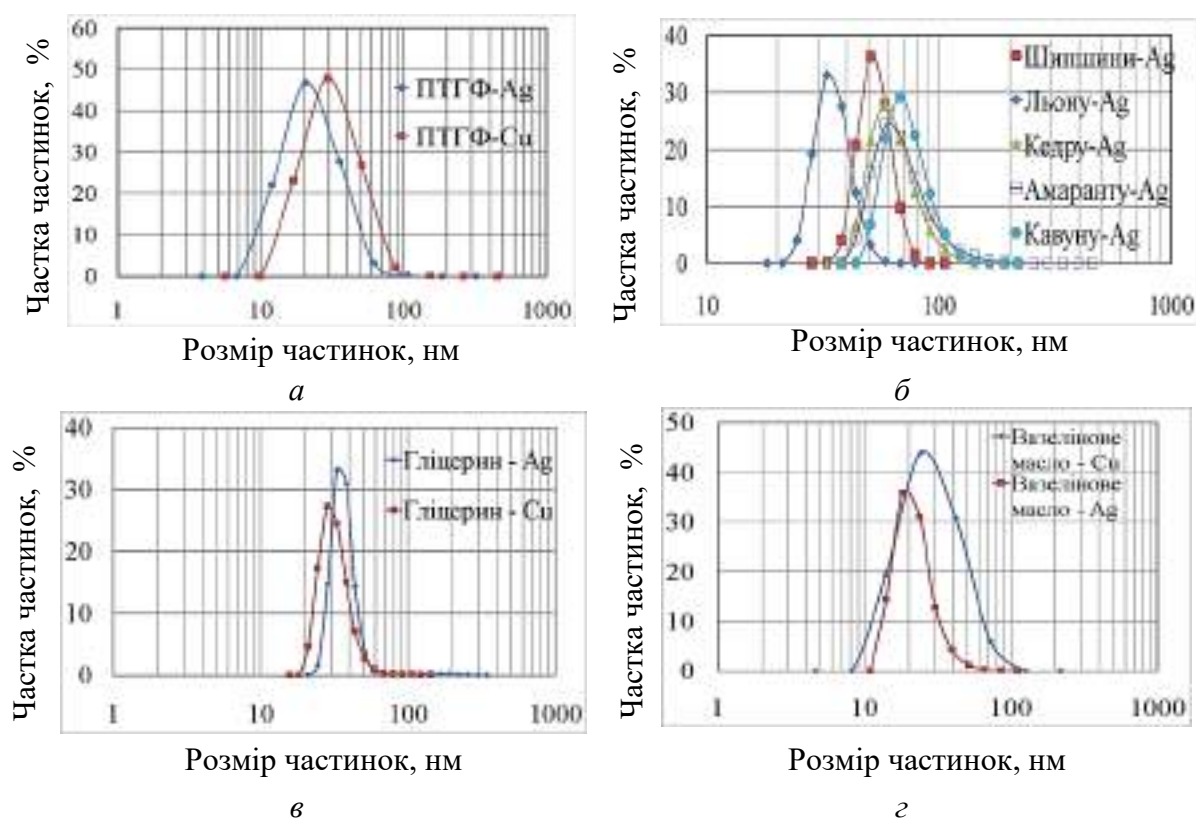 Частка частинок, %
60
50
40
30
20
10
0
ПТГФ-Ag
ПТГФ-Cu
1 10 100 1000
Розмір частинок, нм
а
Частка частинок, %
40
30
20
10
0
Шипшини-Ag
Льону-Ag
Кедру-Ag
Амаранту-Ag
Кавуну-Ag
10 100 1000
Розмір частинок, нм
б
Частка частинок, %
40
30
20
10
0
Гліцерин - Ag
Гліцерин - Cu
1 10 100 1000
Розмір частинок, нм
в
Частка частинок, %
50
40
30
20
10
0
Вазелінове
масло - Cu
Вазелінове
масло - Ag
1 10 100 1000
Розмір частинок, нм
г